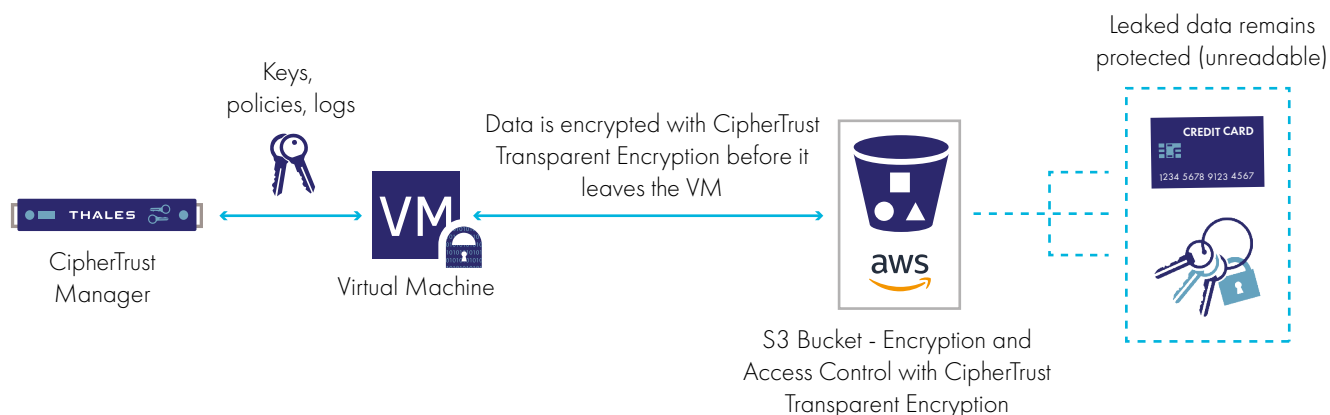 Keys,
policies, logs
THALES
CipherTrust
Manager
VM
Virtual Machine
Data is encrypted with CipherTrust
Transparent Encryption before it
leaves the VM
aws
S3 Bucket - Encryption and
Access Control with CipherTrust
Transparent Encryption
Leaked data remains
protected (unreadable)
CREDIT CARD
1234 5678 9123 4567